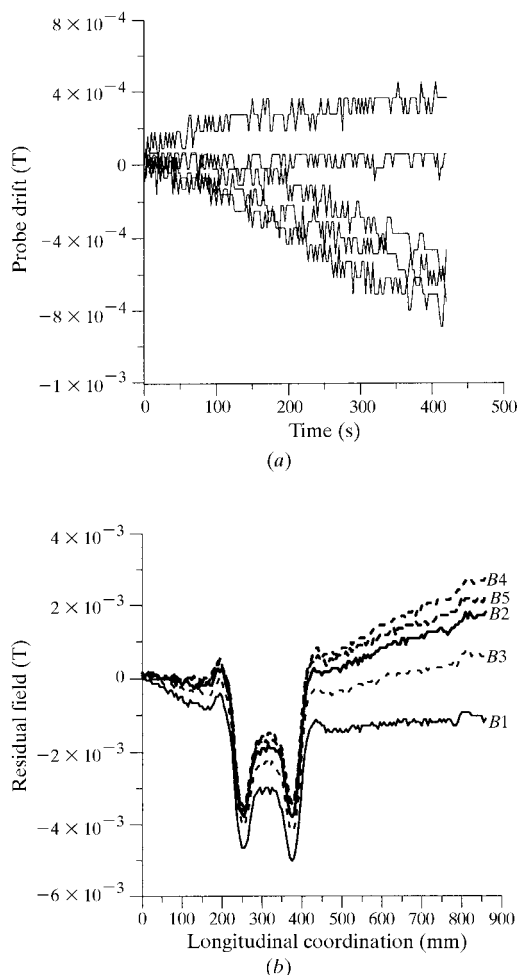 8 × 10⁻⁴
4 × 10⁻⁴
0
−4 × 10⁻⁴
−8 × 10⁻⁴
−1 × 10⁻³
Probe drift (T)
0 100 200 300 400 500
Time (s)
(a)
4 × 10⁻³
2 × 10⁻³
0
−2 × 10⁻³
−4 × 10⁻³
−6 × 10⁻³
Residual field (T)
B4
B5
B2
B3
B1
0 100 200 300 400 500 600 700 800 900
Longitudinal coordination (mm)
(b)